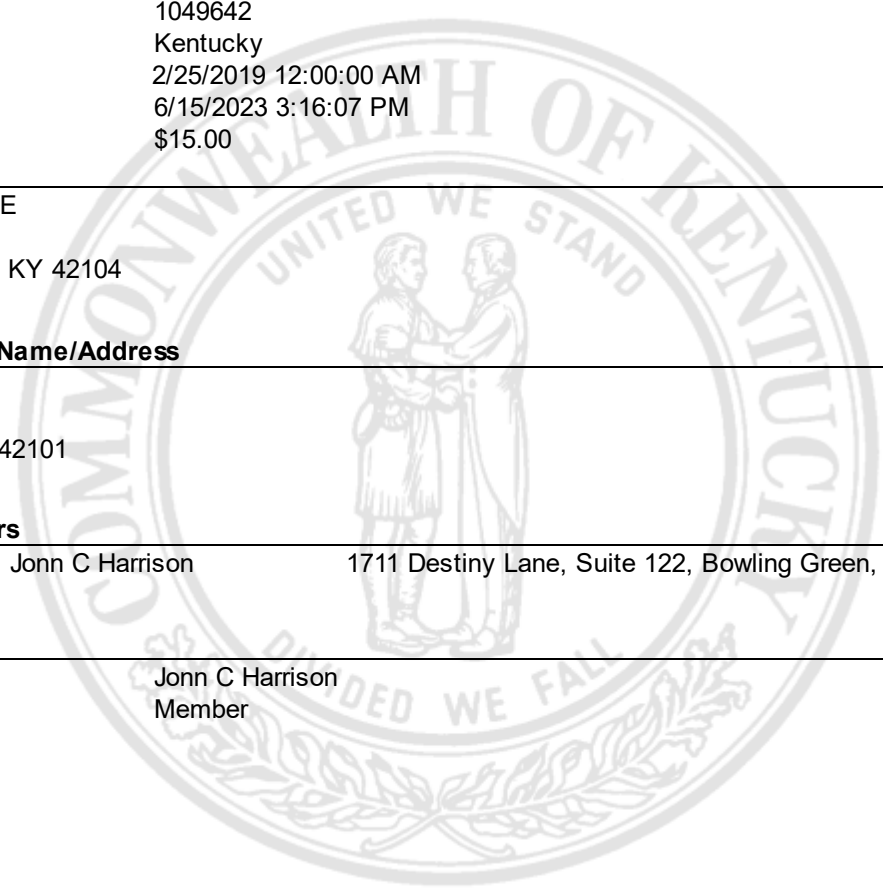 1049642
Kentucky
2/25/2019 12:00:00 AM
6/15/2023 3:16:07 PM
$15.00
E
KY 42104
Name/Address
42101
rs
Jonn C Harrison 1711 Destiny Lane, Suite 122, Bowling Green,
Jonn C Harrison
Member
COMMONWEALTH OF KENTUCKY
UNITED WE STAND
DIVIDED WE FALL